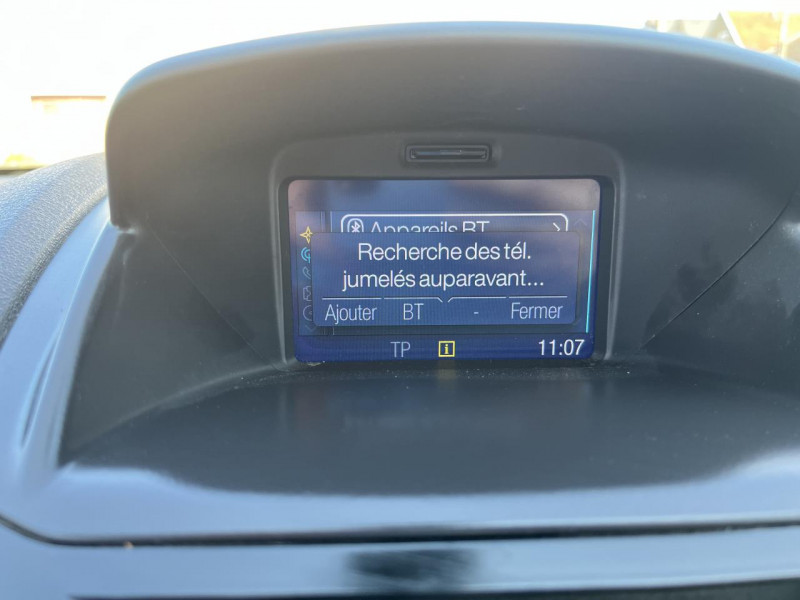 Appareils BT
Recherche des tél.
jumelés auparavant...
Ajouter BT - Fermer
TP i 11:07